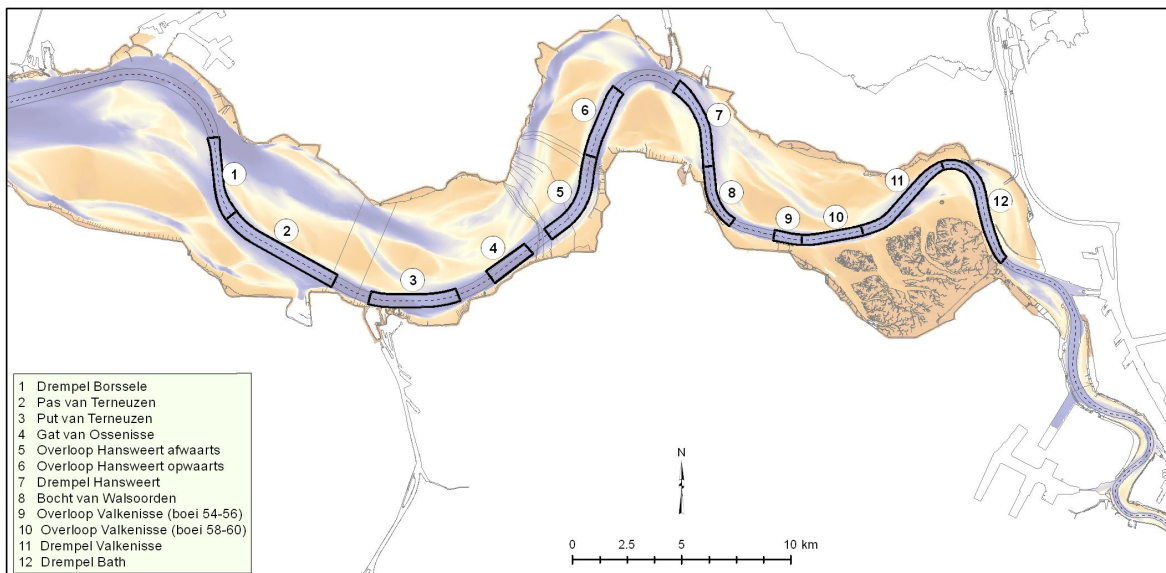 1
2
3
4
5
6
7
8
9
10
11
12
1 Drempel Borssele
2 Pas van Terneuzen
3 Put van Terneuzen
4 Gat van Ossenisse
5 Overloop Hansweert afwaarts
6 Overloop Hansweert opwaarts
7 Drempel Hansweert
8 Bocht van Walsoorden
9 Overloop Valkenisse (boei 54-56)
10 Overloop Valkenisse (boei 58-60)
11 Drempel Valkenisse
12 Drempel Bath
N
0 2.5 5 10 km